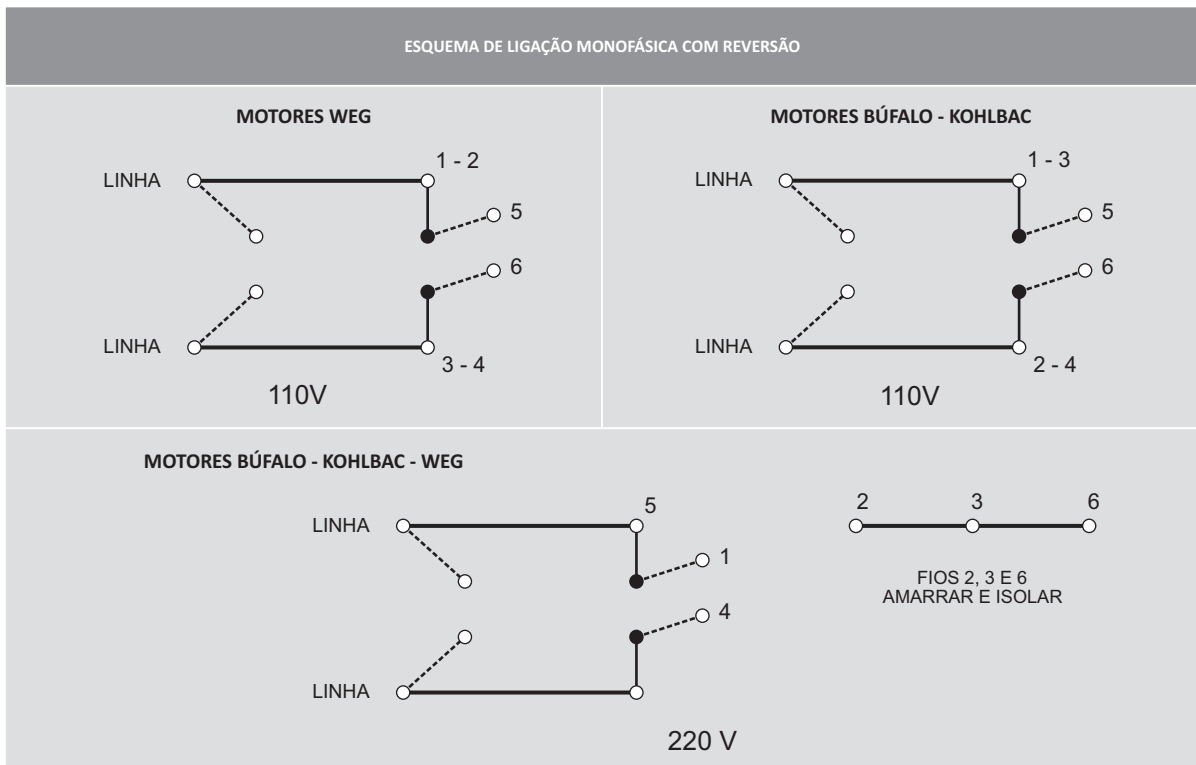 ESQUEMA DE LIGAÇÃO MONOFÁSICA COM REVERSÃO
MOTORES WEG
LINHA
1 - 2
5
6
LINHA
3 - 4
110V
MOTORES BÚFALO - KOHLBAC
LINHA
1 - 3
5
6
LINHA
2 - 4
110V
MOTORES BÚFALO - KOHLBAC - WEG
LINHA
5
1
4
LINHA
220 V
2 3 6
FIOS 2, 3 E 6
AMARRAR E ISOLAR